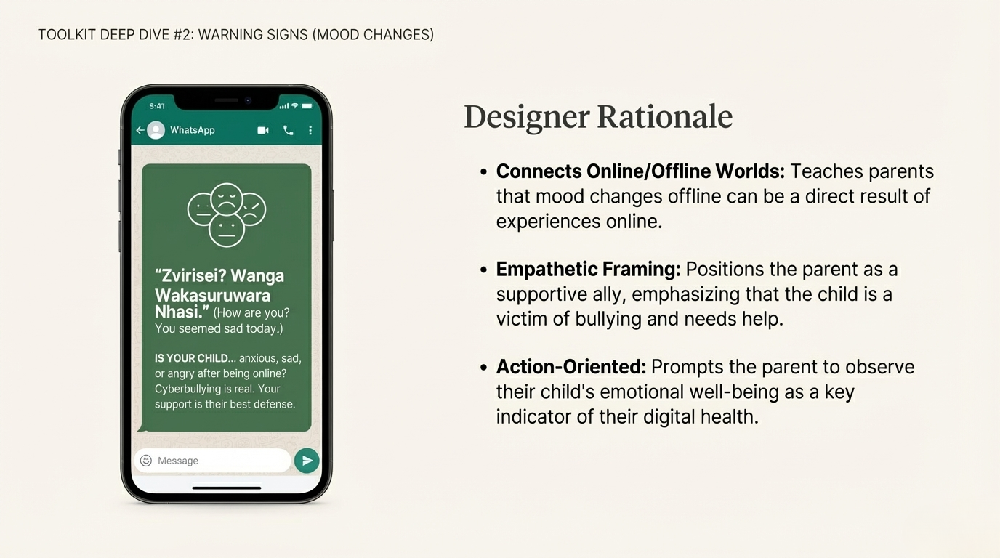 TOOLKIT DEEP DIVE #2: WARNING SIGNS (MOOD CHANGES)
9:41
WhatsApp
“Zvirisei? Wanga
Wakasuruwara
Nhasi.” (How are you?
You seemed sad today.)
IS YOUR CHILD... anxious, sad,
or angry after being online?
Cyberbullying is real. Your
support is their best defense.
Message
Designer Rationale
• Connects Online/Offline Worlds: Teaches parents
that mood changes offline can be a direct result of
experiences online.
• Empathetic Framing: Positions the parent as a
supportive ally, emphasizing that the child is a
victim of bullying and needs help.
• Action-Oriented: Prompts the parent to observe
their child's emotional well-being as a key
indicator of their digital health.